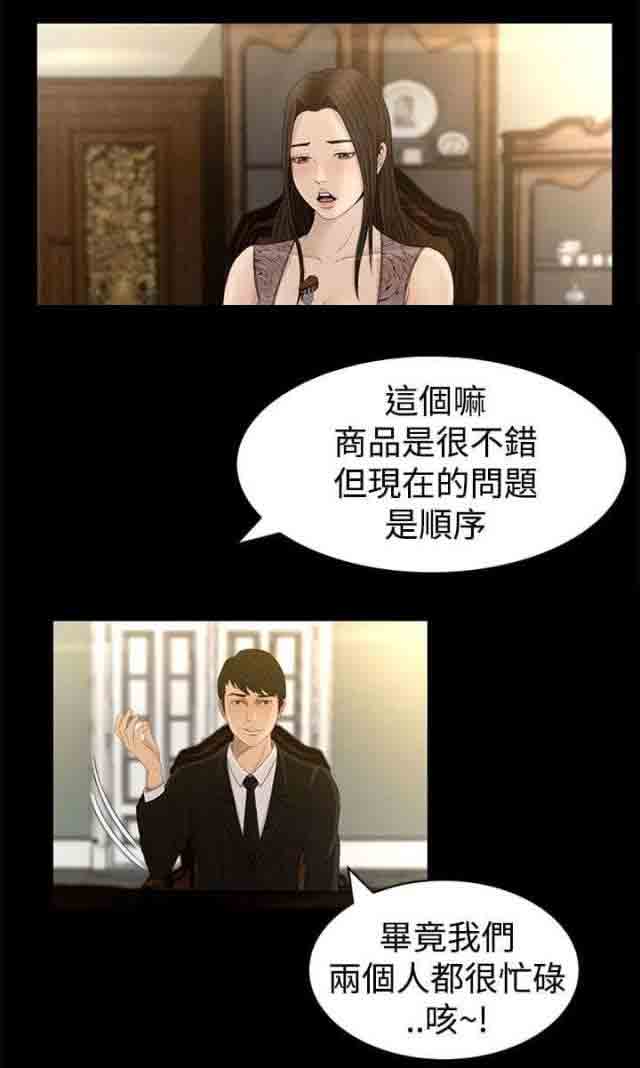 這個嘛
商品是很不錯
但現在的問題
是順序
畢竟我們
兩個人都很忙碌
..咳~!